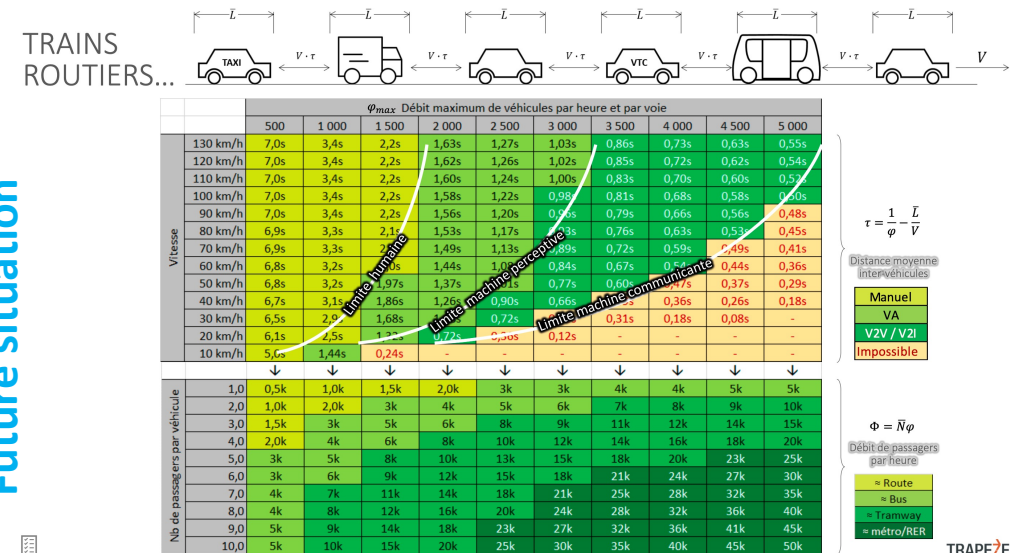 TRAINS
ROUTIERS...
L̄ L̄ L̄ L̄ L̄ L̄
TAXI V · τ V · τ V · τ VTC V · τ V · τ V
Future situation
φmax Débit maximum de véhicules par heure et par voie
500 1 000 1 500 2 000 2 500 3 000 3 500 4 000 4 500 5 000
Vitesse
130 km/h 7,0s 3,4s 2,2s 1,63s 1,27s 1,03s 0,86s 0,73s 0,63s 0,55s
120 km/h 7,0s 3,4s 2,2s 1,62s 1,26s 1,02s 0,85s 0,72s 0,62s 0,54s
110 km/h 7,0s 3,4s 2,2s 1,60s 1,24s 1,00s 0,83s 0,70s 0,60s 0,52s
100 km/h 7,0s 3,4s 2,2s 1,58s 1,22s 0,98s 0,81s 0,68s 0,58s 0,50s
90 km/h 7,0s 3,4s 2,2s 1,56s 1,20s 0,96s 0,79s 0,66s 0,56s 0,48s
80 km/h 6,9s 3,3s 2,1s 1,53s 1,17s 0,76s 0,63s 0,53s 0,45s
70 km/h 6,9s 3,3s 1,49s 1,13s 0,89s 0,72s 0,59s 0,49s 0,41s
60 km/h 6,8s 3,2s 1,44s 0,84s 0,67s 0,44s 0,36s
50 km/h 6,8s 3,2s 1,97s 1,37s 0,77s 0,60s 0,47s 0,37s 0,29s
40 km/h 6,7s 3,1s 1,86s 1,26s 0,90s 0,66s 0,36s 0,26s 0,18s
30 km/h 6,5s 1,68s 0,72s 0,31s 0,18s 0,08s -
20 km/h 6,1s 2,5s 1,32s 0,72s 0,36s 0,12s - - - -
10 km/h 5,0s 1,44s 0,24s - - - - - - -
Limite humaine
Limite machine perceptive
Limite machine communicante
τ = 1/φ − L̄/V
Distance moyenne
inter-véhicules
Manuel
VA
V2V / V2I
Impossible
↓ ↓ ↓ ↓ ↓ ↓ ↓ ↓ ↓ ↓
Nb de passagers par véhicule
1,0 0,5k 1,0k 1,5k 2,0k 3k 3k 4k 4k 5k 5k
2,0 1,0k 2,0k 3k 4k 5k 6k 7k 8k 9k 10k
3,0 1,5k 3k 5k 6k 8k 9k 11k 12k 14k 15k
4,0 2,0k 4k 6k 8k 10k 12k 14k 16k 18k 20k
5,0 3k 5k 8k 10k 13k 15k 18k 20k 23k 25k
6,0 3k 6k 9k 12k 15k 18k 21k 24k 27k 30k
7,0 4k 7k 11k 14k 18k 21k 25k 28k 32k 35k
8,0 4k 8k 12k 16k 20k 24k 28k 32k 36k 40k
9,0 5k 9k 14k 18k 23k 27k 32k 36k 41k 45k
10,0 5k 10k 15k 20k 25k 30k 35k 40k 45k 50k
Φ = N̄φ
Débit de passagers
par heure
≈ Route
≈ Bus
≈ Tramway
≈ métro/RER
TRAPEZE